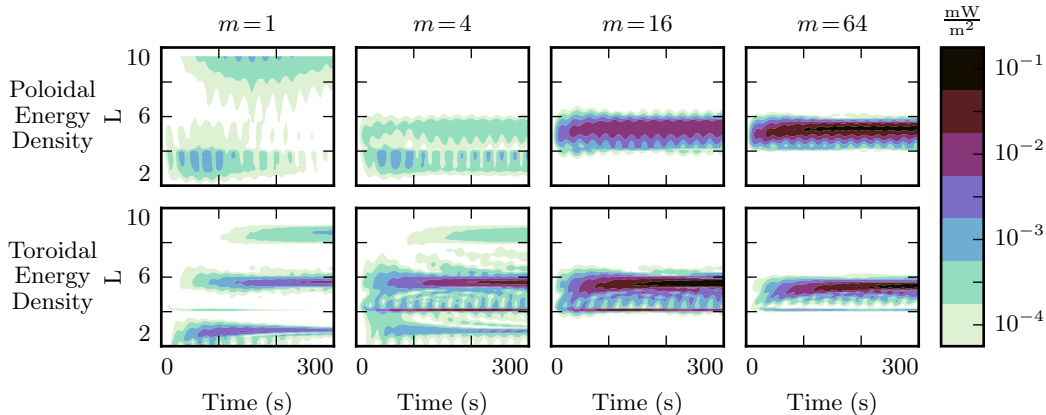 m = 1 m = 4 m = 16 m = 64 mW/m²
Poloidal Energy Density
L
10
6
2
Toroidal Energy Density
L
10
6
2
0 300 0 300 0 300 0 300
Time (s) Time (s) Time (s) Time (s)
10⁻¹
10⁻²
10⁻³
10⁻⁴